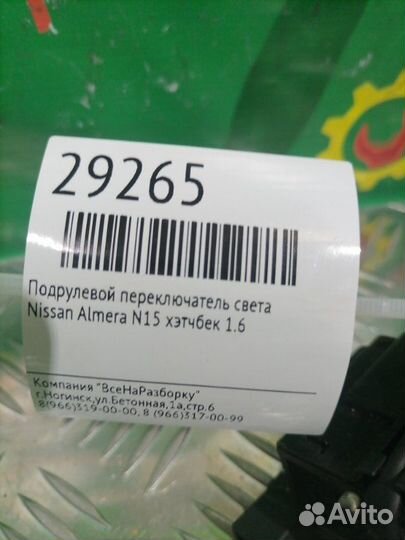 29265
Подрулевой переключатель света
Nissan Almera N15 хэтчбек 1.6
Компания "ВсеНаРазборку"
г.Ногинск,ул.Бетонная,1а,стр.6
8(966)319-00-00, 8 (966)317-00-99
Avito